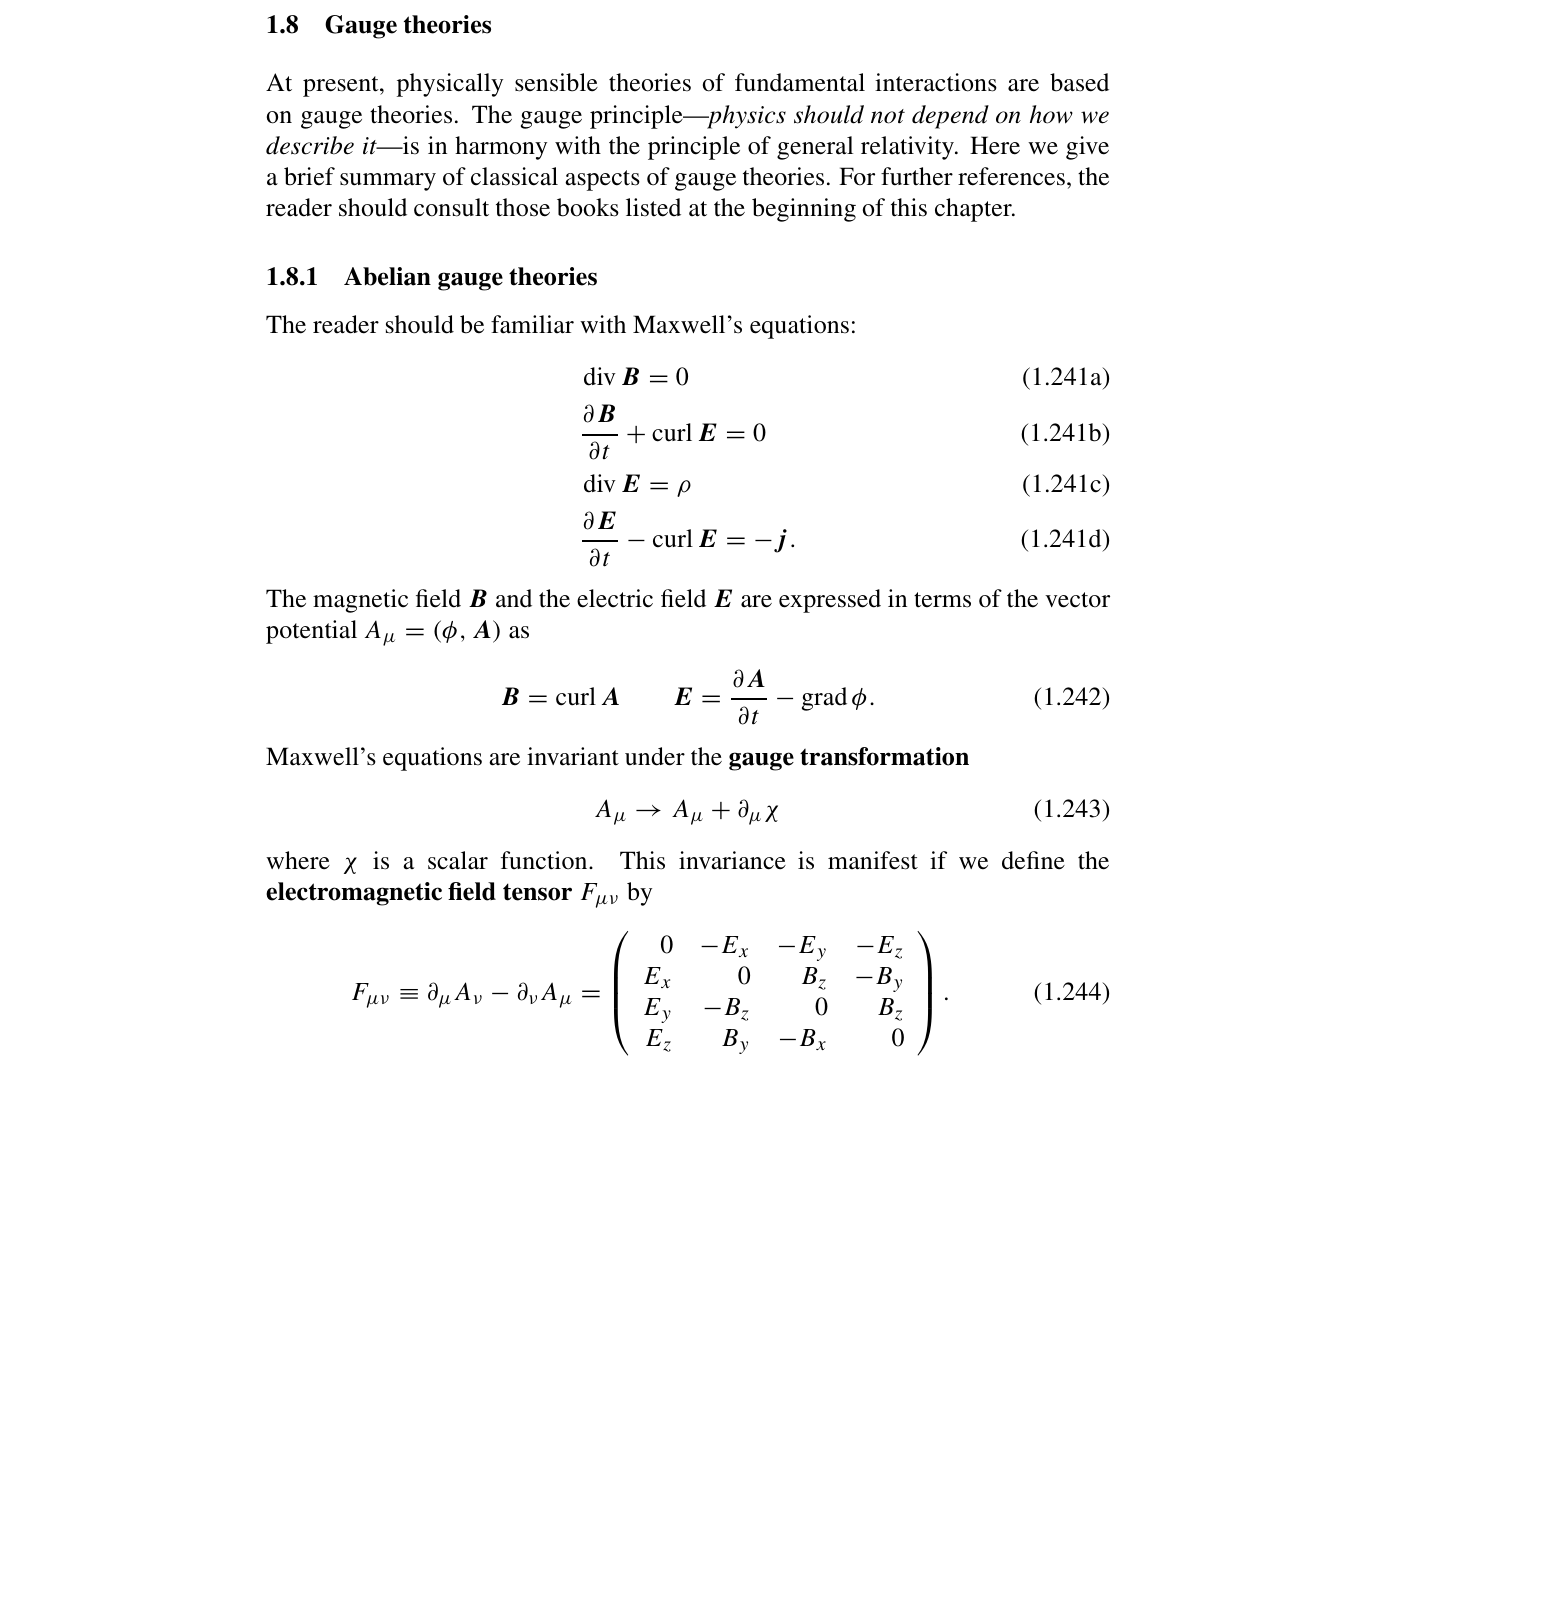 1.8 Gauge theories
At present, physically sensible theories of fundamental interactions are based
on gauge theories. The gauge principle—physics should not depend on how we
describe it—is in harmony with the principle of general relativity. Here we give
a brief summary of classical aspects of gauge theories. For further references, the
reader should consult those books listed at the beginning of this chapter.
1.8.1 Abelian gauge theories
The reader should be familiar with Maxwell's equations:
div B = 0 (1.241a)
∂B/∂t + curl E = 0 (1.241b)
div E = ρ (1.241c)
∂E/∂t − curl E = −j. (1.241d)
The magnetic field B and the electric field E are expressed in terms of the vector
potential A_μ = (ϕ, A) as
B = curl A E = ∂A/∂t − grad ϕ. (1.242)
Maxwell's equations are invariant under the gauge transformation
A_μ → A_μ + ∂_μ χ (1.243)
where χ is a scalar function. This invariance is manifest if we define the
electromagnetic field tensor F_μν by
F_μν ≡ ∂_μ A_ν − ∂_ν A_μ = ( 0 −E_x −E_y −E_z
E_x 0 B_z −B_y
E_y −B_z 0 B_z
E_z B_y −B_x 0 ) . (1.244)